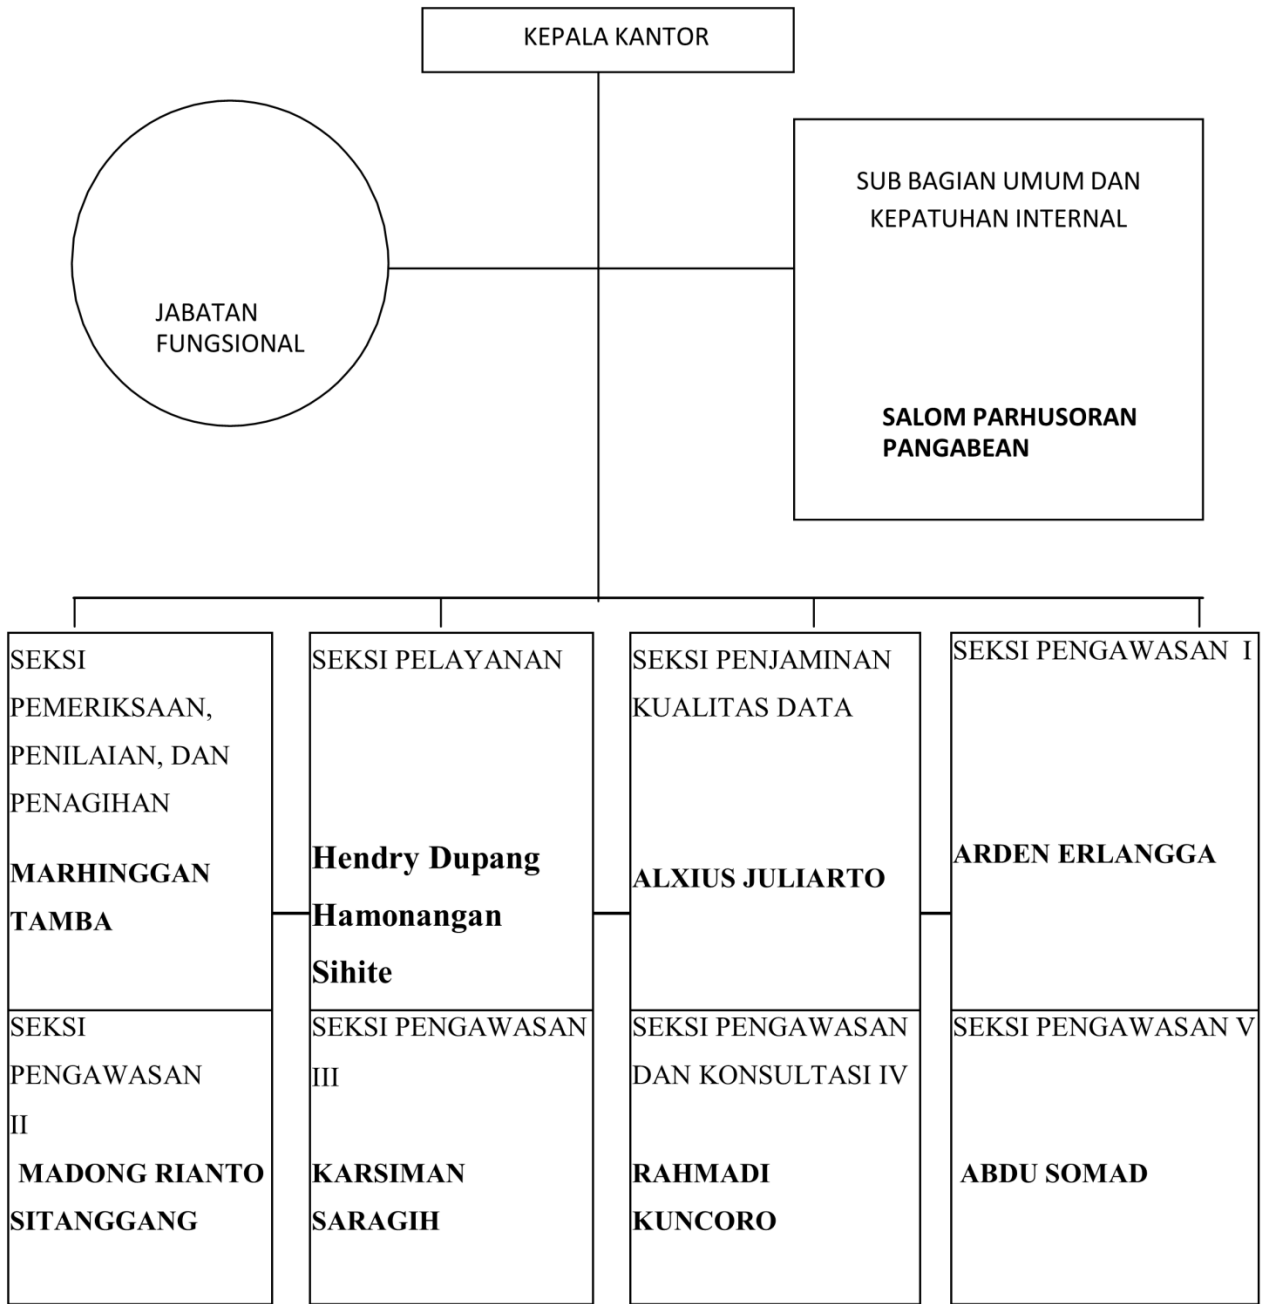 KEPALA KANTOR
SUB BAGIAN UMUM DAN
KEPATUHAN INTERNAL
JABATAN
FUNGSIONAL
SALOM PARHUSORAN
PANGABEAN
SEKSI
PEMERIKSAAN,
PENILAIAN, DAN
PENAGIHAN
MARHINGGAN
TAMBA
SEKSI PELAYANAN
Hendry Dupang
Hamonangan
Sihite
SEKSI PENJAMINAN
KUALITAS DATA
ALXIUS JULIARTO
SEKSI PENGAWASAN I
ARDEN ERLANGGA
SEKSI
PENGAWASAN
II
MADONG RIANTO
SITANGGANG
SEKSI PENGAWASAN
III
KARSIMAN
SARAGIH
SEKSI PENGAWASAN
DAN KONSULTASI IV
RAHMADI
KUNCORO
SEKSI PENGAWASAN V
ABDU SOMAD